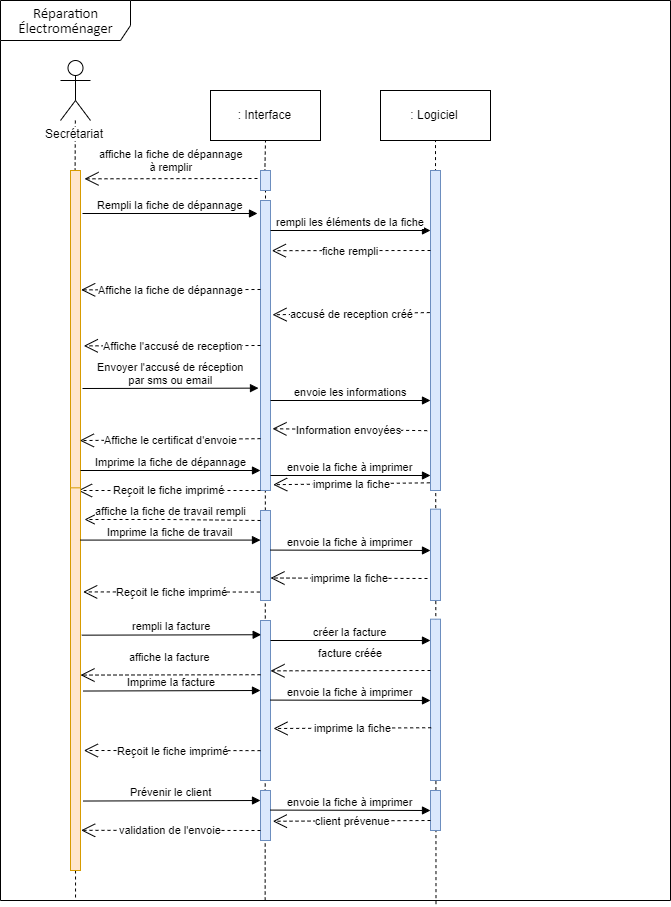 Réparation
Électroménager
Secrétariat
: Interface
: Logiciel
affiche la fiche de dépannage
à remplir
Rempli la fiche de dépannage
rempli les éléments de la fiche
fiche rempli
Affiche la fiche de dépannage
accusé de reception créé
Affiche l'accusé de reception
Envoyer l'accusé de réception
par sms ou email
envoie les informations
Information envoyées
Affiche le certificat d'envoie
Imprime la fiche de dépannage
envoie la fiche à imprimer
imprime la fiche
Reçoit le fiche imprimé
affiche la fiche de travail rempli
Imprime la fiche de travail
envoie la fiche à imprimer
imprime la fiche
Reçoit le fiche imprimé
rempli la facture
créer la facture
facture créée
affiche la facture
Imprime la facture
envoie la fiche à imprimer
imprime la fiche
Reçoit le fiche imprimé
Prévenir le client
envoie la fiche à imprimer
client prévenue
validation de l'envoie